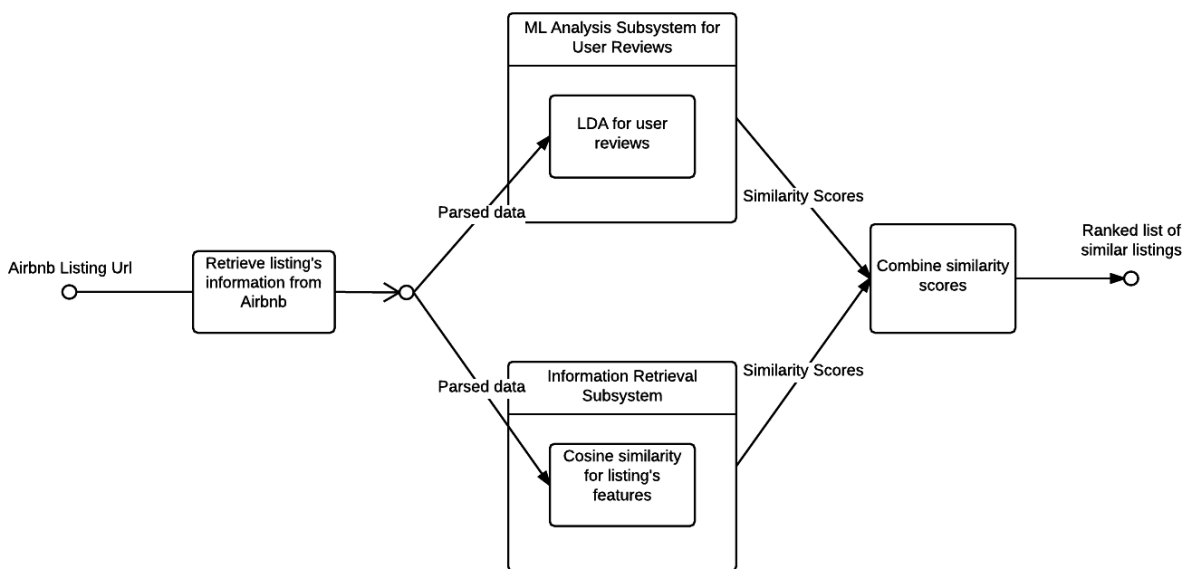 Airbnb Listing Url
Retrieve listing's
information from
Airbnb
Parsed data
Parsed data
ML Analysis Subsystem for
User Reviews
LDA for user
reviews
Information Retrieval
Subsystem
Cosine similarity
for listing's
features
Similarity Scores
Similarity Scores
Combine similarity
scores
Ranked list of
similar listings